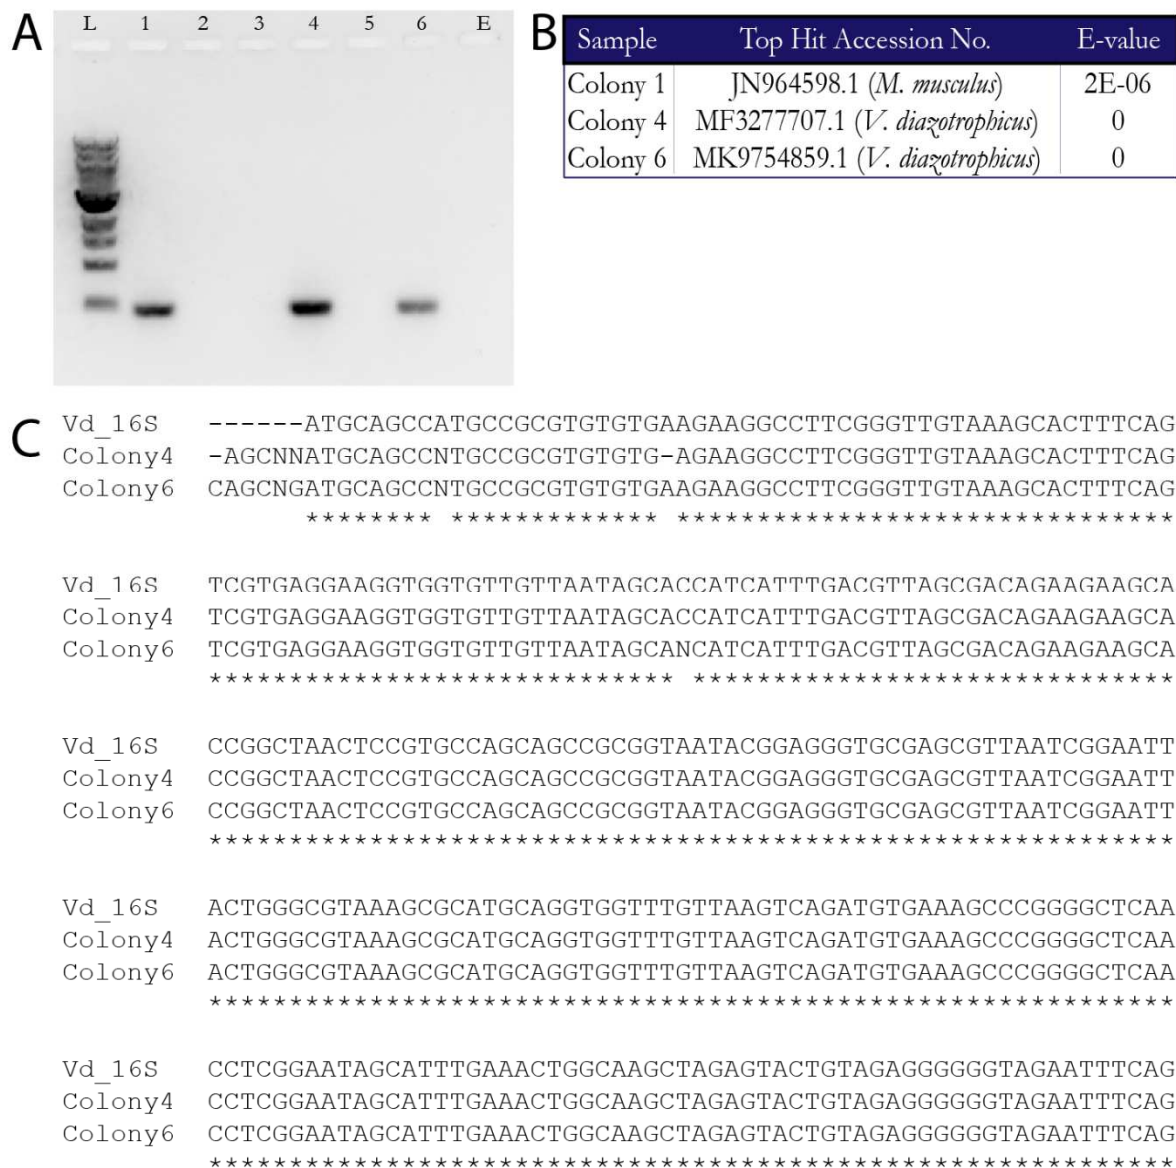 A
L 1 2 3 4 5 6 E
B
Sample Top Hit Accession No. E-value
Colony 1 JN964598.1 (M. musculus) 2E-06
Colony 4 MF3277707.1 (V. diazotrophicus) 0
Colony 6 MK9754859.1 (V. diazotrophicus) 0
C
Vd_16S ------ATGCAGCCATGCCGCGTGTGTGAAGAAGGCCTTCGGGTTGTAAAGCACTTTCAG
Colony4 -AGCNNATGCAGCCNTGCCGCGTGTGTG-AGAAGGCCTTCGGGTTGTAAAGCACTTTCAG
Colony6 CAGCNGATGCAGCCNTGCCGCGTGTGTGAAGAAGGCCTTCGGGTTGTAAAGCACTTTCAG
******** ************* *******************************
Vd_16S TCGTGAGGAAGGTGGTGTTGTTAATAGCACCATCATTTGACGTTAGCGACAGAAGAAGCA
Colony4 TCGTGAGGAAGGTGGTGTTGTTAATAGCACCATCATTTGACGTTAGCGACAGAAGAAGCA
Colony6 TCGTGAGGAAGGTGGTGTTGTTAATAGCANCATCATTTGACGTTAGCGACAGAAGAAGCA
***************************** ******************************
Vd_16S CCGGCTAACTCCGTGCCAGCAGCCGCGGTAATACGGAGGGTGCGAGCGTTAATCGGAATT
Colony4 CCGGCTAACTCCGTGCCAGCAGCCGCGGTAATACGGAGGGTGCGAGCGTTAATCGGAATT
Colony6 CCGGCTAACTCCGTGCCAGCAGCCGCGGTAATACGGAGGGTGCGAGCGTTAATCGGAATT
************************************************************
Vd_16S ACTGGGCGTAAAGCGCATGCAGGTGGTTTGTTAAGTCAGATGTGAAAGCCCGGGGCTCAA
Colony4 ACTGGGCGTAAAGCGCATGCAGGTGGTTTGTTAAGTCAGATGTGAAAGCCCGGGGCTCAA
Colony6 ACTGGGCGTAAAGCGCATGCAGGTGGTTTGTTAAGTCAGATGTGAAAGCCCGGGGCTCAA
************************************************************
Vd_16S CCTCGGAATAGCATTTGAAACTGGCAAGCTAGAGTACTGTAGAGGGGGGTAGAATTTCAG
Colony4 CCTCGGAATAGCATTTGAAACTGGCAAGCTAGAGTACTGTAGAGGGGGGTAGAATTTCAG
Colony6 CCTCGGAATAGCATTTGAAACTGGCAAGCTAGAGTACTGTAGAGGGGGGTAGAATTTCAG
************************************************************